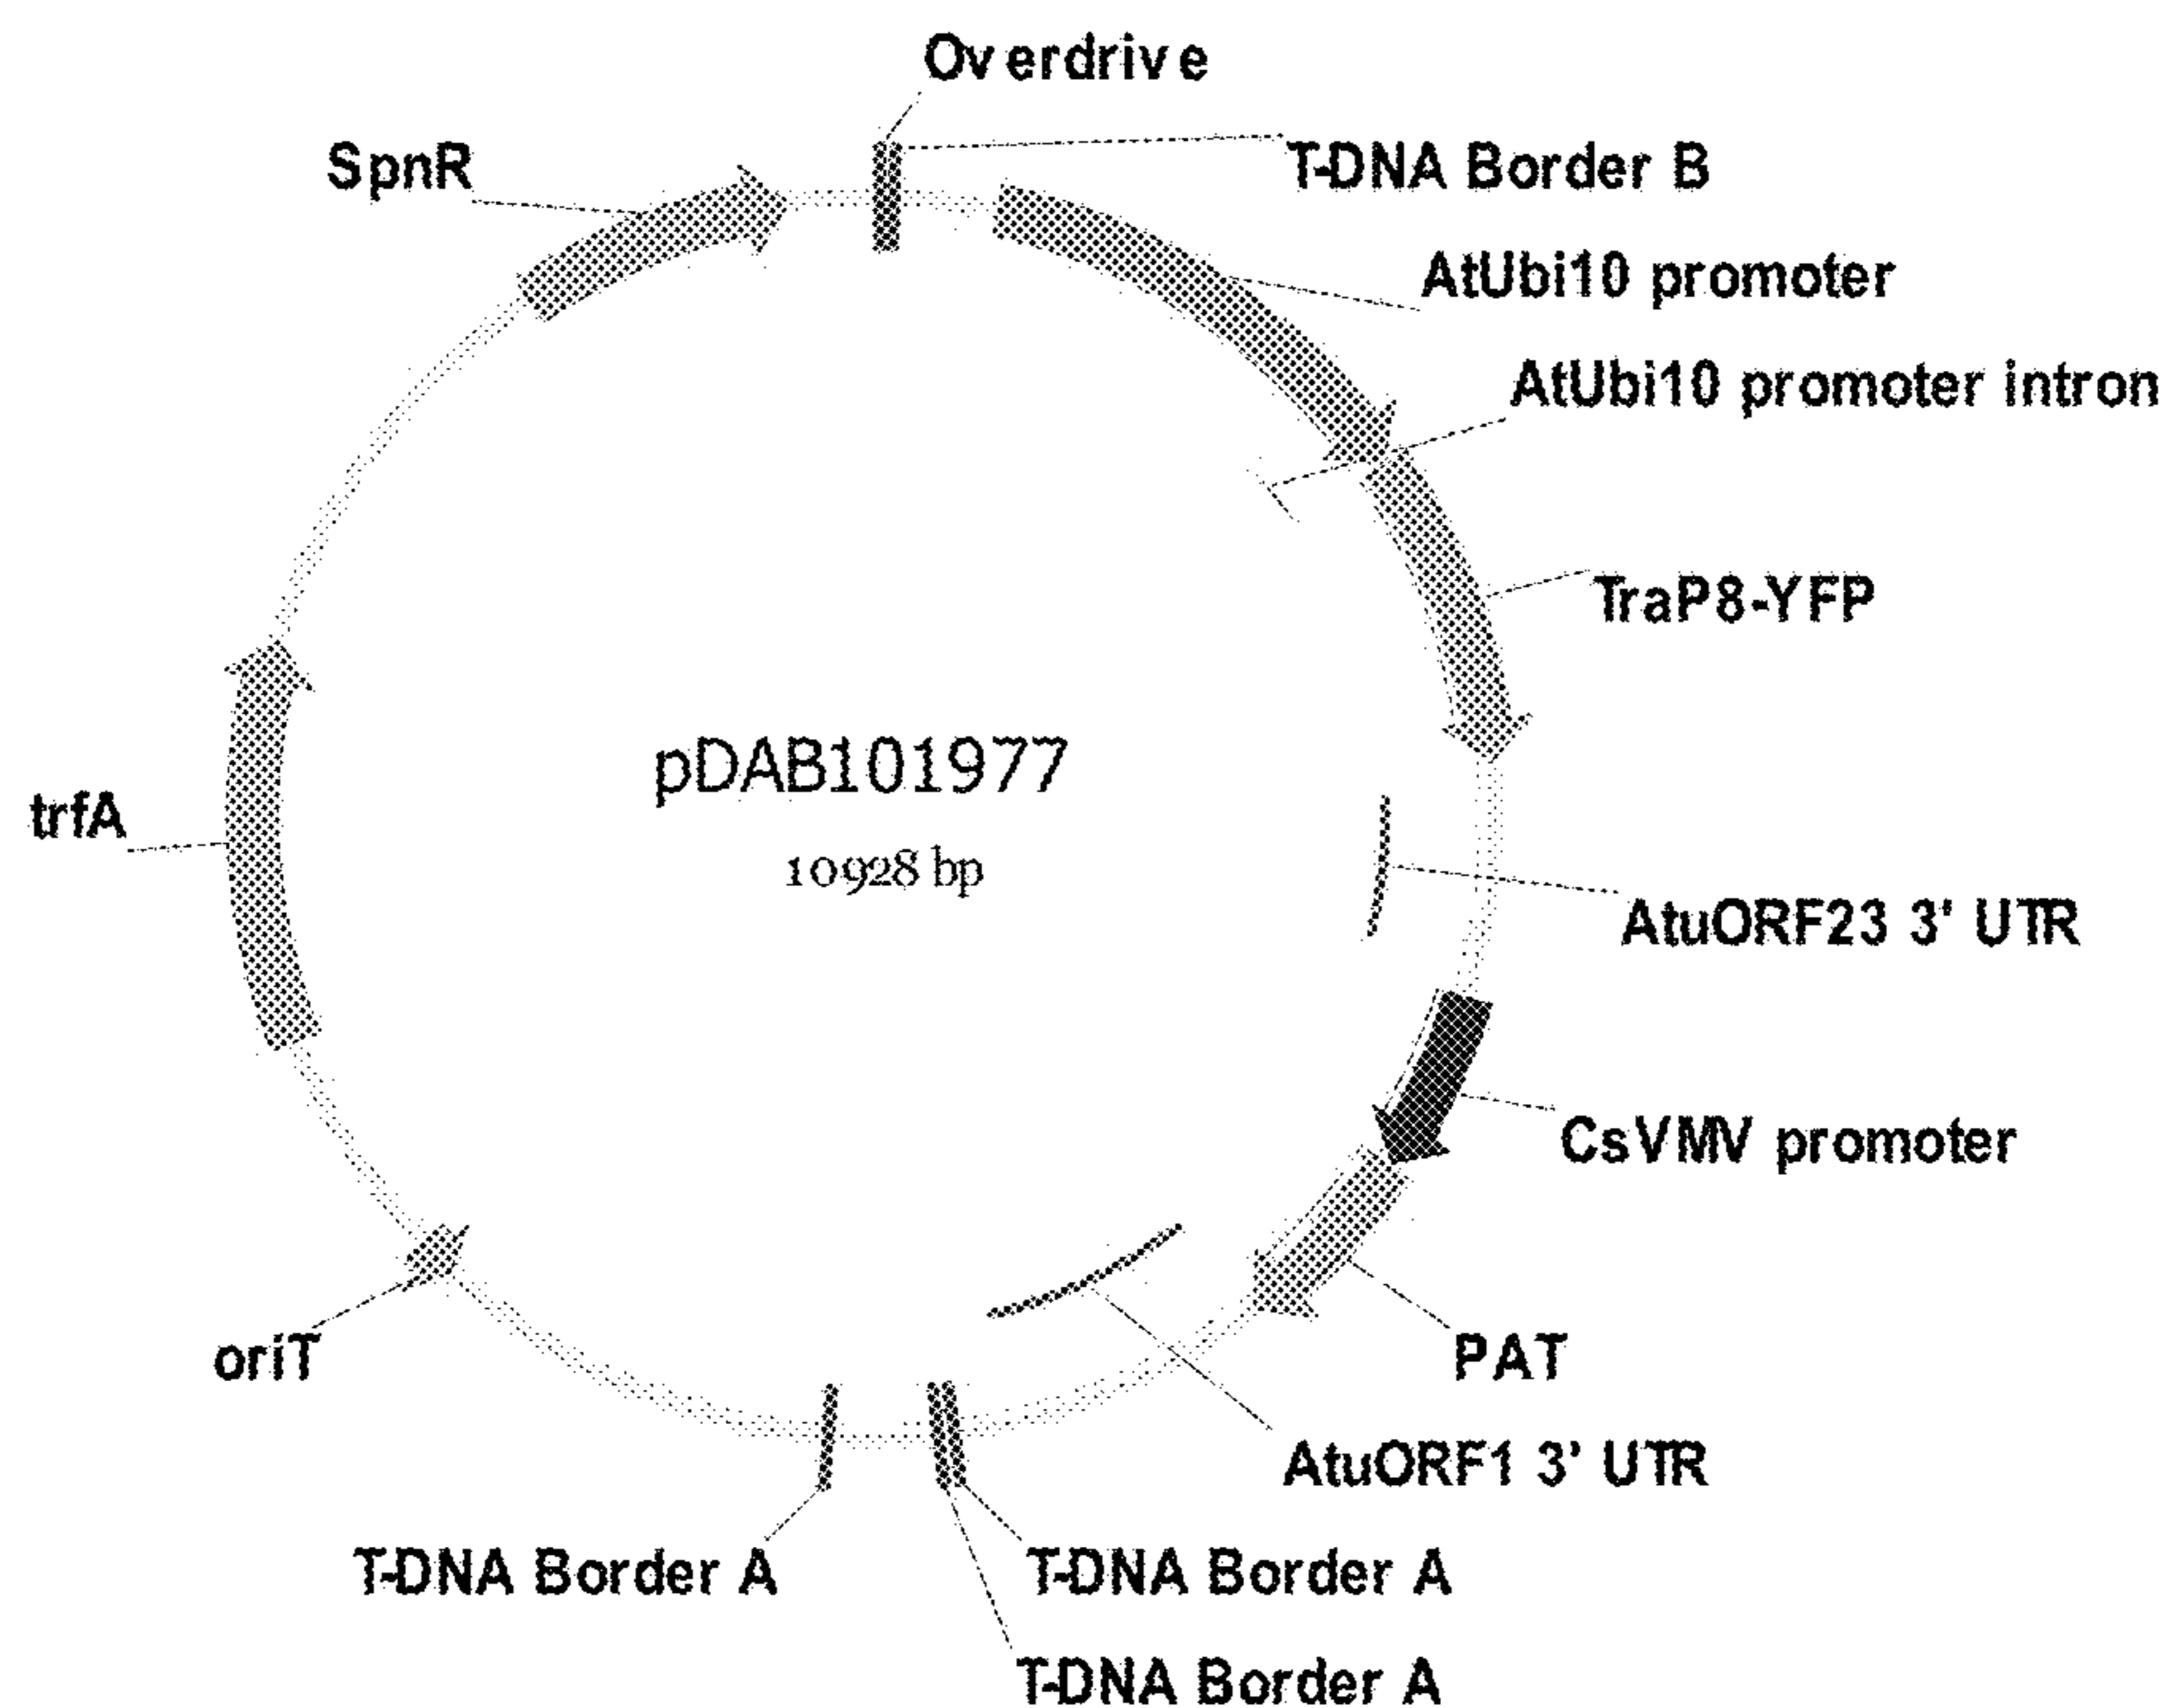 Overdrive
SpnR
T-DNA Border B
AtUbi10 promoter
AtUbi10 promoter intron
TraP8-YFP
pDAB101977
10928 bp
trfA
AtuORF23 3' UTR
CsVMV promoter
PAT
oriT
AtuORF1 3' UTR
T-DNA Border A
T-DNA Border A
T-DNA Border A